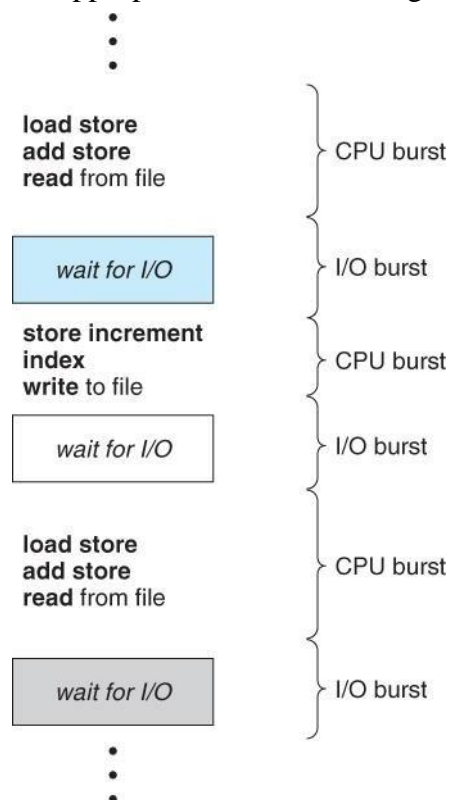 load store
add store
read from file
CPU burst
wait for I/O
I/O burst
store increment
index
write to file
CPU burst
wait for I/O
I/O burst
load store
add store
read from file
CPU burst
wait for I/O
I/O burst